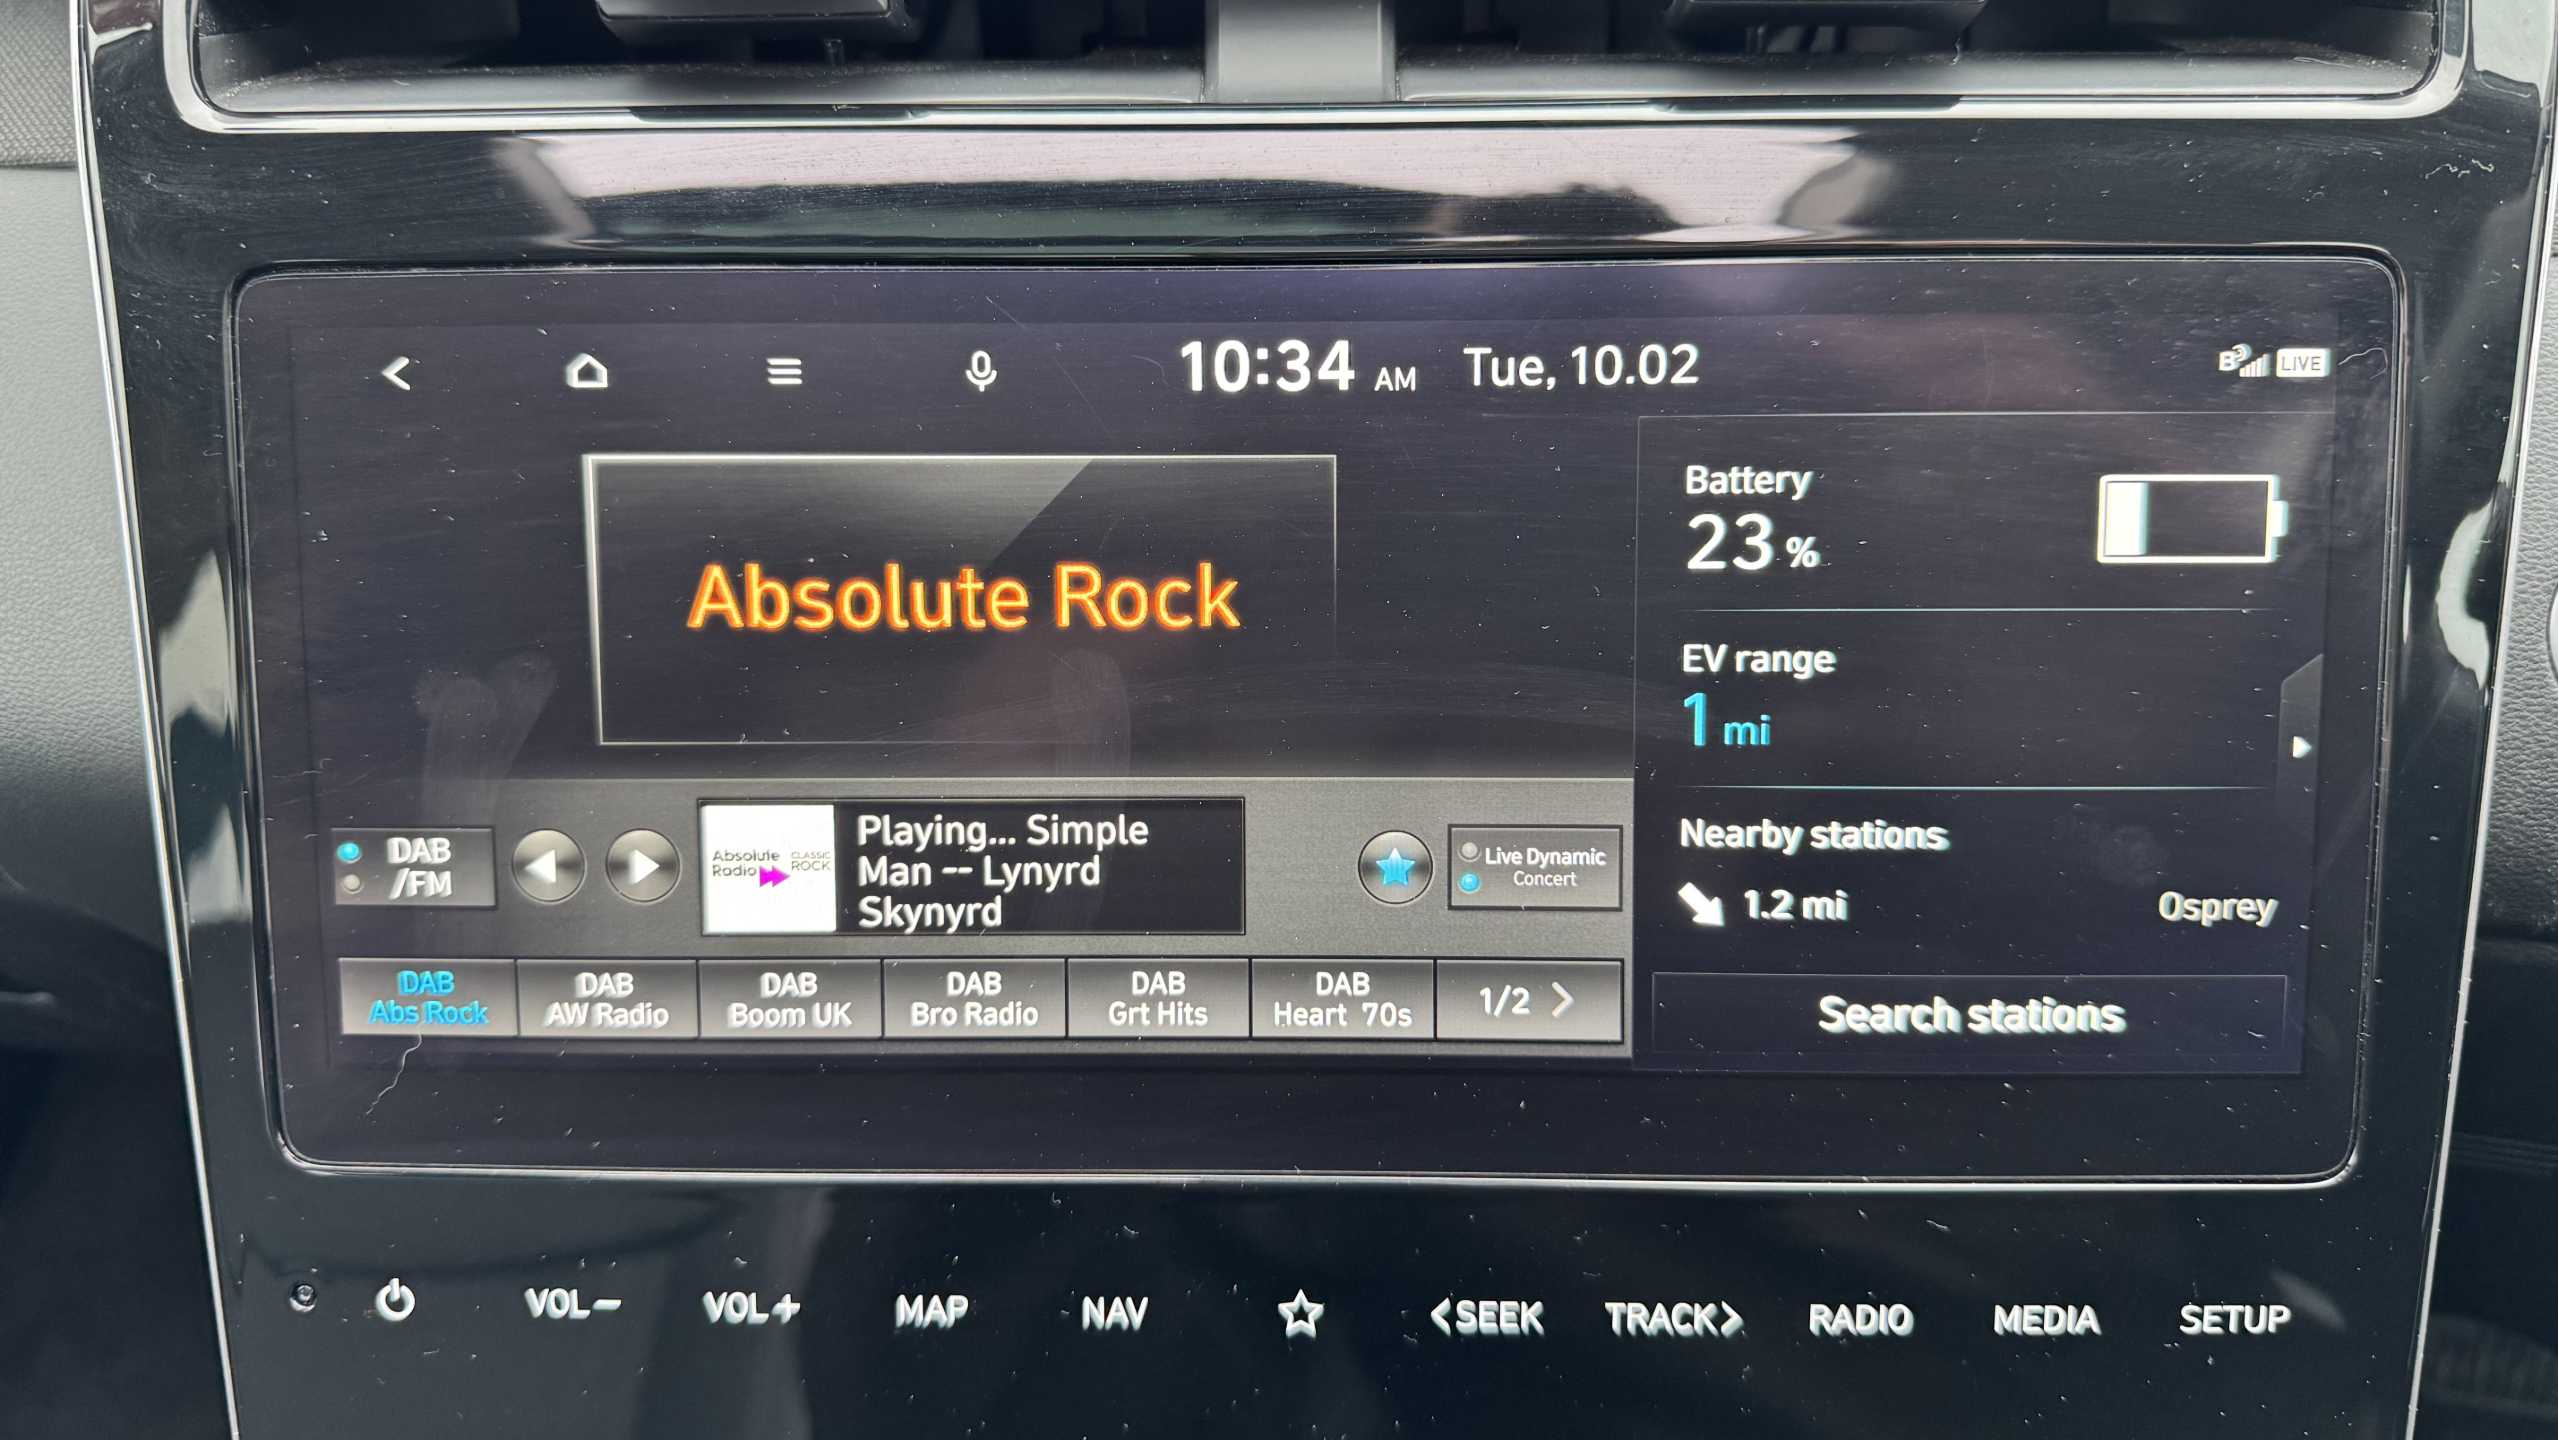 10:34 AM Tue, 10.02
LIVE
Absolute Rock
Battery
23 %
EV range
1 mi
Nearby stations
1.2 mi Osprey
Search stations
DAB
/FM
Absolute CLASSIC
Radio ROCK
Playing... Simple
Man -- Lynyrd
Skynyrd
Live Dynamic
Concert
DAB
Abs Rock
DAB
AW Radio
DAB
Boom UK
DAB
Bro Radio
DAB
Grt Hits
DAB
Heart 70s
1/2 >
VOL− VOL+ MAP NAV <SEEK TRACK> RADIO MEDIA SETUP